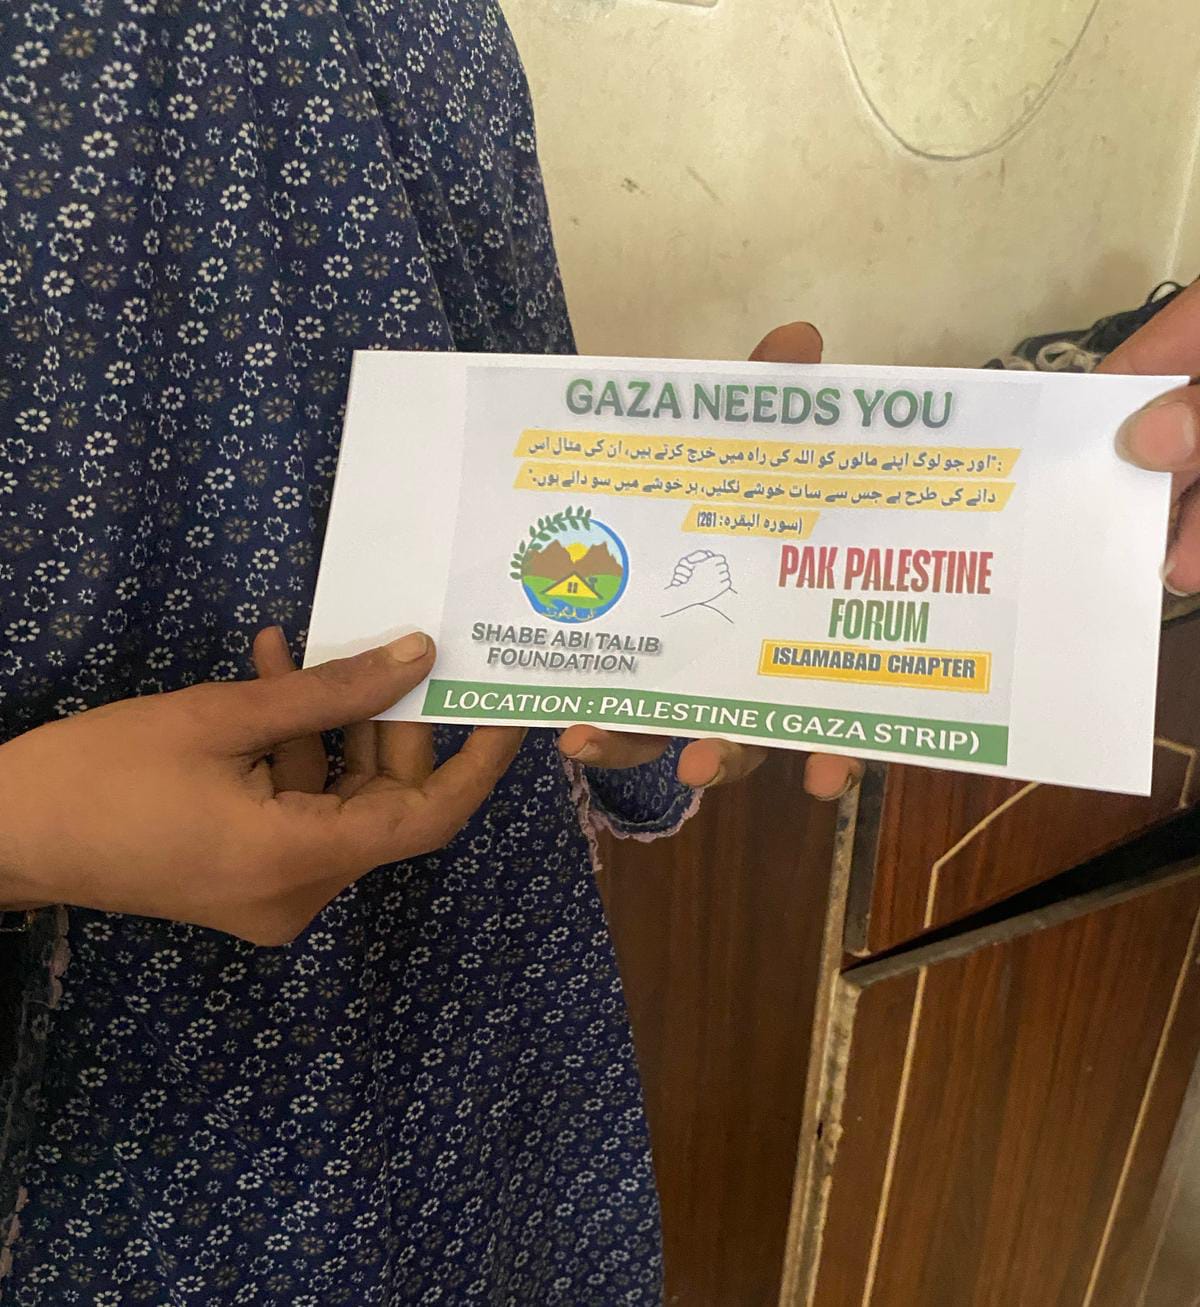 GAZA NEEDS YOU
:"اور جو لوگ اپنے مالوں کو اللہ کی راہ میں خرچ کرتے ہیں، ان کی مثال اس
دانے کی طرح ہے جس سے سات خوشے نکلیں، ہر خوشے میں سو دانے ہوں۔"
(سورہ البقرہ: 261)
SHABE ABI TALIB
FOUNDATION
PAK PALESTINE
FORUM
ISLAMABAD CHAPTER
LOCATION : PALESTINE ( GAZA STRIP)